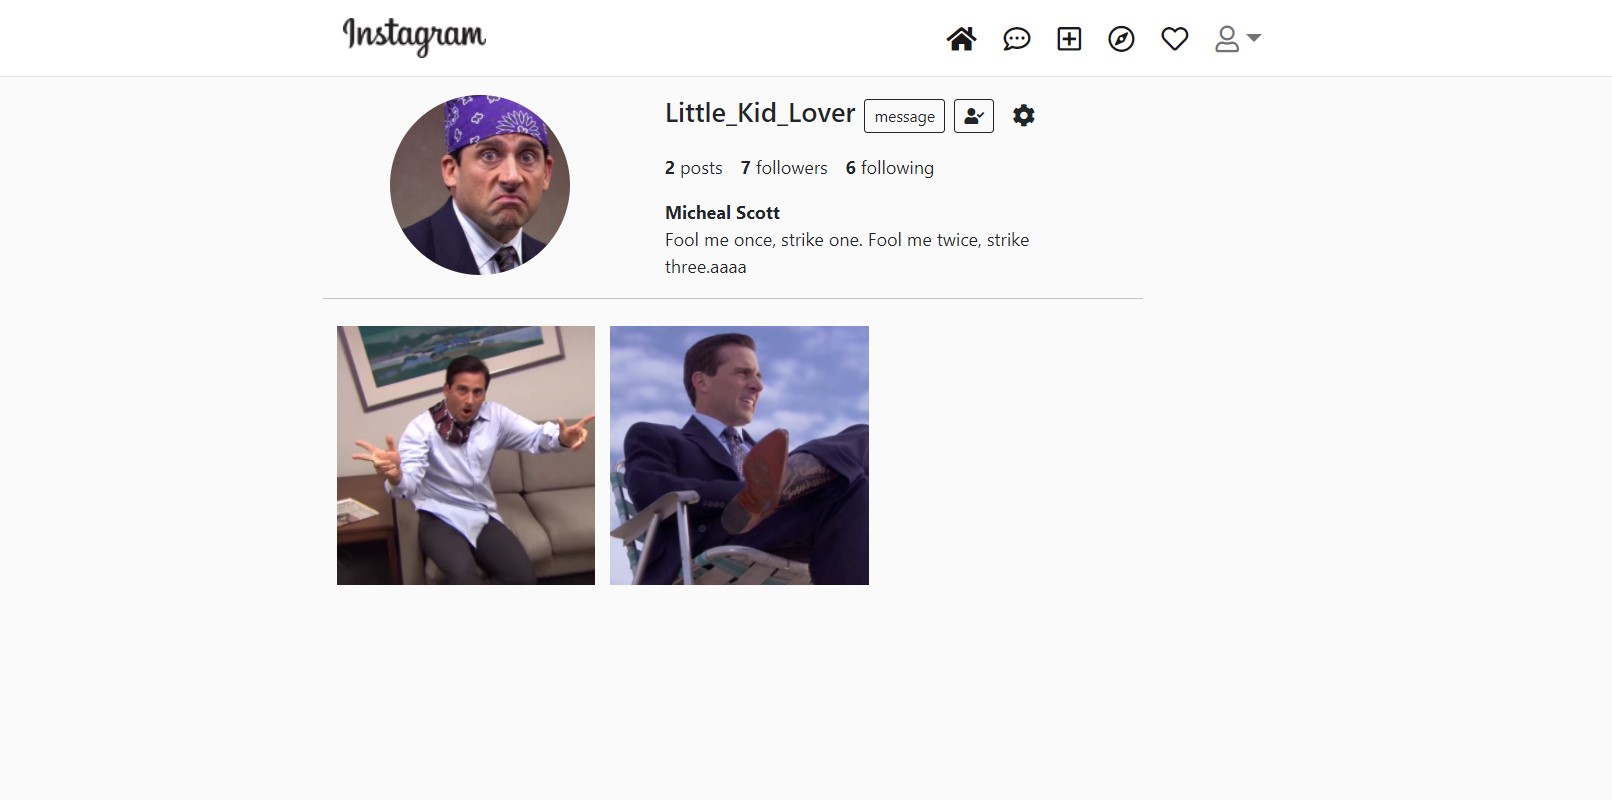 Instagram
Little_Kid_Lover message
2 posts 7 followers 6 following
Micheal Scott
Fool me once, strike one. Fool me twice, strike
three.aaaa